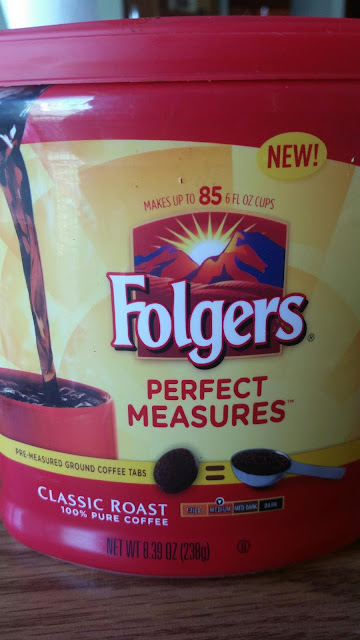 NEW!
MAKES UP TO 85 6 FL OZ CUPS
Folgers®
PERFECT
MEASURES™
PRE-MEASURED GROUND COFFEE TABS
=
CLASSIC ROAST
100% PURE COFFEE
MEDIUM MED-DARK DARK
NET WT 8.39 OZ (238g)